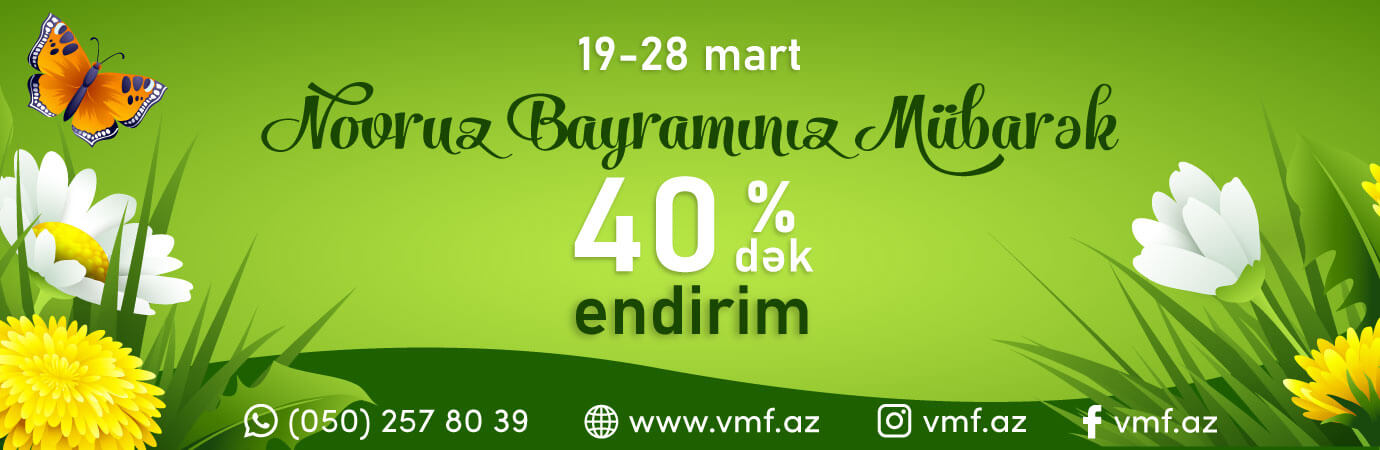 19-28 mart
Novruz Bayramınız Mübarək
40 % dək
endirim
(050) 257 80 39 www.vmf.az vmf.az vmf.az